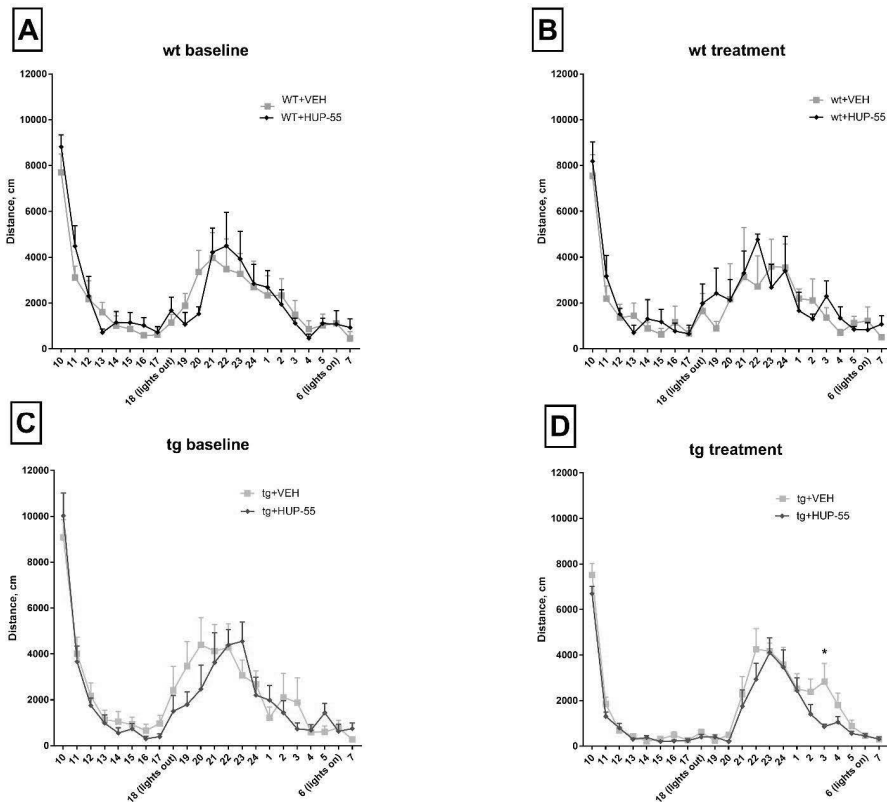 A
wt baseline
WT+VEH
WT+HUP-55
Distance, cm
12000
10000
8000
6000
4000
2000
0
10 11 12 13 14 15 16 17 18 (lights out) 19 20 21 22 23 24 1 2 3 4 5 6 (lights on) 7
B
wt treatment
wt+VEH
wt+HUP-55
Distance, cm
12000
10000
8000
6000
4000
2000
0
10 11 12 13 14 15 16 17 18 (lights out) 19 20 21 22 23 24 1 2 3 4 5 6 (lights on) 7
C
tg baseline
tg+VEH
tg+HUP-55
Distance, cm
12000
10000
8000
6000
4000
2000
0
10 11 12 13 14 15 16 17 18 (lights out) 19 20 21 22 23 24 1 2 3 4 5 6 (lights on) 7
D
tg treatment
tg+VEH
tg+HUP-55
Distance, cm
12000
10000
8000
6000
4000
2000
0
*
10 11 12 13 14 15 16 17 18 (lights out) 19 20 21 22 23 24 1 2 3 4 5 6 (lights on) 7